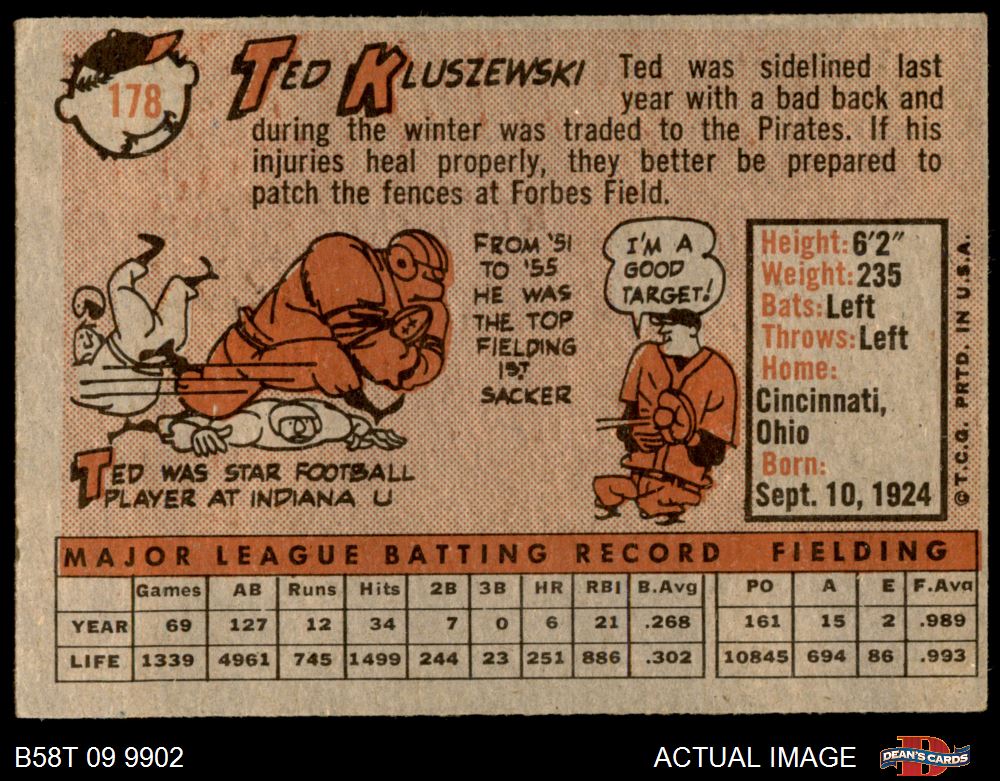 178
TED KLUSZEWSKI
Ted was sidelined last
year with a bad back and
during the winter was traded to the Pirates. If his
injuries heal properly, they better be prepared to
patch the fences at Forbes Field.
TED WAS STAR FOOTBALL
PLAYER AT INDIANA U
FROM '51
TO '55
HE WAS
THE TOP
FIELDING
1ST
SACKER
I'M A
GOOD
TARGET!
Height: 6'2"
Weight: 235
Bats: Left
Throws: Left
Home:
Cincinnati,
Ohio
Born:
Sept. 10, 1924
© T.C.G. PRTD. IN U.S.A.
MAJOR LEAGUE BATTING RECORD FIELDING
Games AB Runs Hits 2B 3B HR RBI B.Avg PO A E F.Avg
YEAR 69 127 12 34 7 0 6 21 .268 161 15 2 .989
LIFE 1339 4961 745 1499 244 23 251 886 .302 10845 694 86 .993
B58T 09 9902
ACTUAL IMAGE
D
DEAN'S CARDS